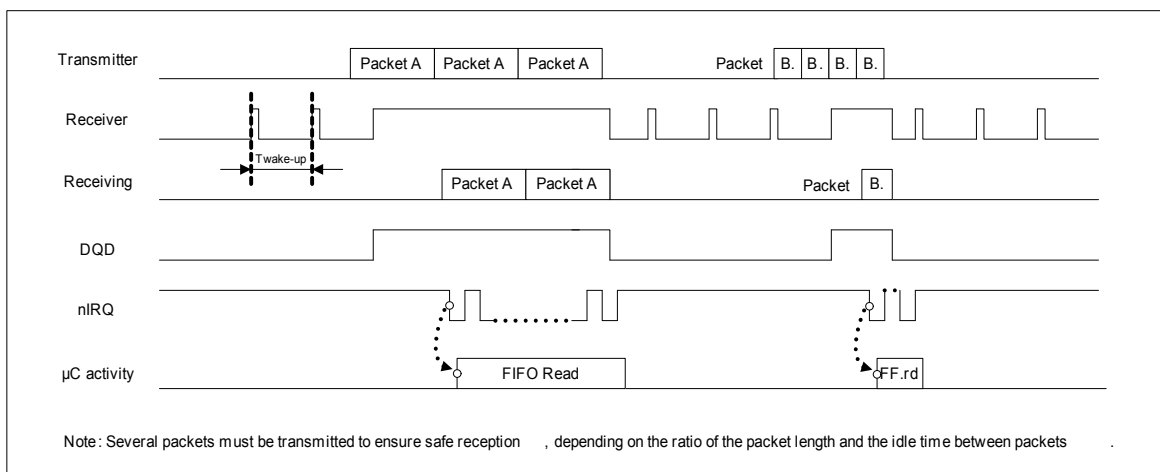 Transmitter
Packet A Packet A Packet A
Packet B. B. B. B.
Receiver
Twake-up
Receiving
Packet A Packet A
Packet B.
DQD
nIRQ
µC activity
FIFO Read
FF.rd
Note: Several packets must be transmitted to ensure safe reception , depending on the ratio of the packet length and the idle time between packets .